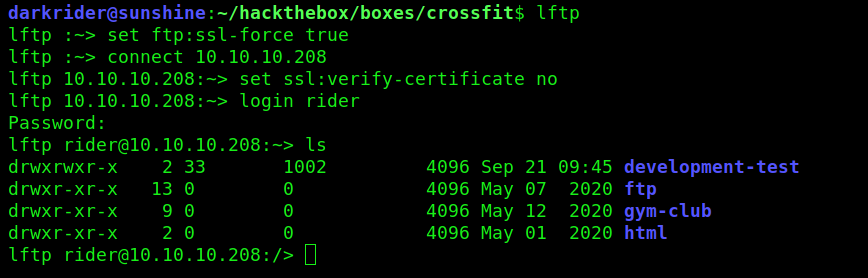 darkrider@sunshine:~/hackthebox/boxes/crossfit$ lftp
lftp :~> set ftp:ssl-force true
lftp :~> connect 10.10.10.208
lftp 10.10.10.208:~> set ssl:verify-certificate no
lftp 10.10.10.208:~> login rider
Password:
lftp rider@10.10.10.208:~> ls
drwxrwxr-x    2 33       1002         4096 Sep 21 09:45 development-test
drwxr-xr-x   13 0        0            4096 May 07  2020 ftp
drwxr-xr-x    9 0        0            4096 May 12  2020 gym-club
drwxr-xr-x    2 0        0            4096 May 01  2020 html
lftp rider@10.10.10.208:/>